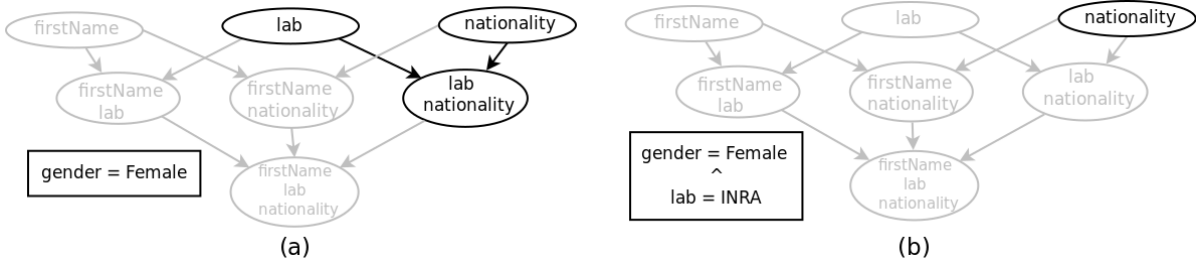 firstName
lab
nationality
firstName
lab
firstName
nationality
lab
nationality
gender = Female
firstName
lab
nationality
(a)
firstName
lab
nationality
firstName
lab
firstName
nationality
lab
nationality
gender = Female
^
lab = INRA
firstName
lab
nationality
(b)